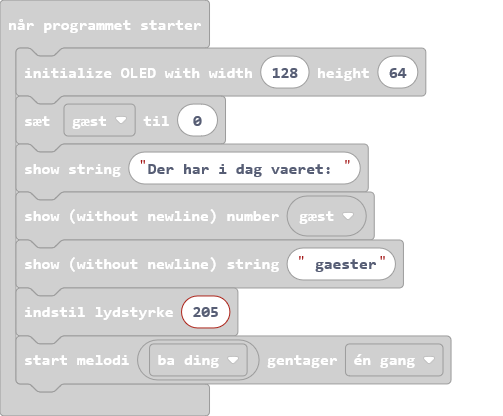 når programmet starter
initialize OLED with width 128 height 64
sæt gæst til 0
show string "Der har i dag vaeret: "
show (without newline) number gæst
show (without newline) string " gaester"
indstil lydstyrke 205
start melodi ba ding gentager én gang